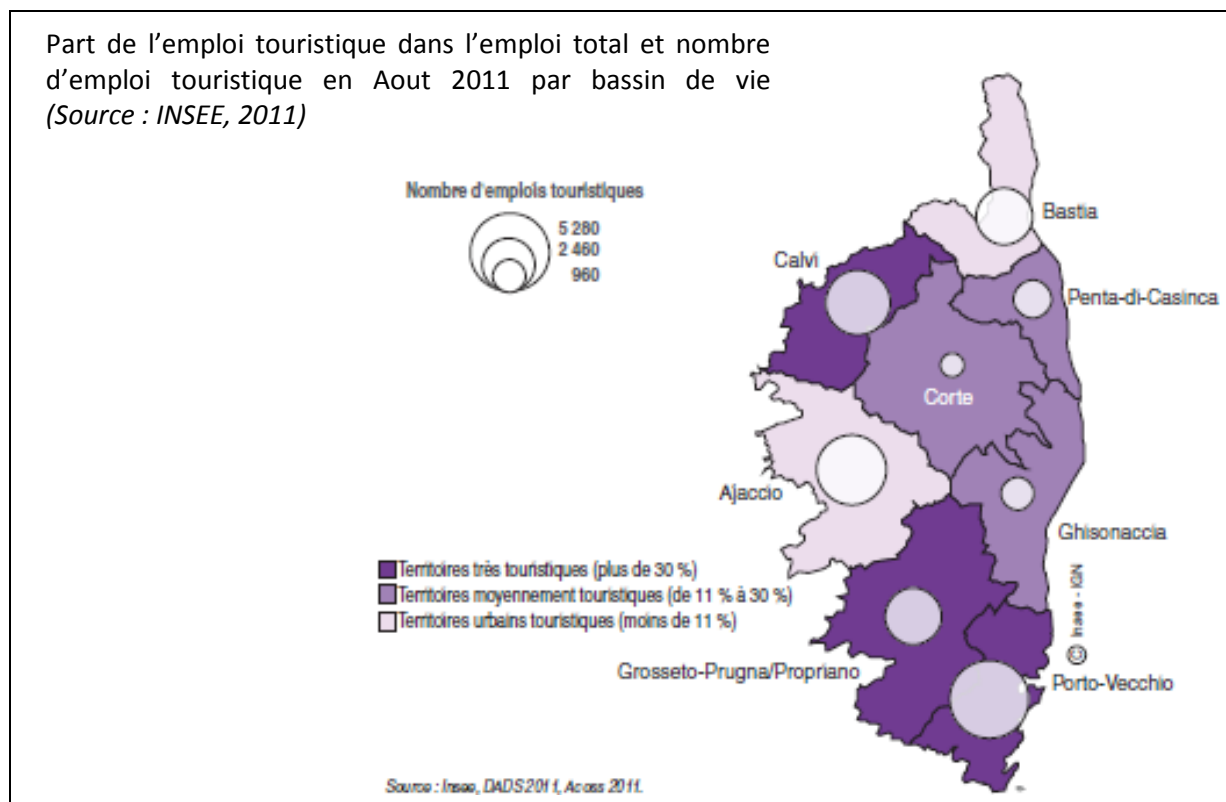 Part de l’emploi touristique dans l’emploi total et nombre
d’emploi touristique en Aout 2011 par bassin de vie
(Source : INSEE, 2011)
Nombre d'emplois touristiques
5 280
2 460
960
Bastia
Calvi
Penta-di-Casinca
Corte
Ajaccio
Ghisonaccia
Territoires très touristiques (plus de 30 %)
Territoires moyennement touristiques (de 11 % à 30 %)
Territoires urbains touristiques (moins de 11 %)
© Insee - IGN
Grosseto-Prugna/Propriano
Porto-Vecchio
Source : Insee, DADS 2011, Acoss 2011.